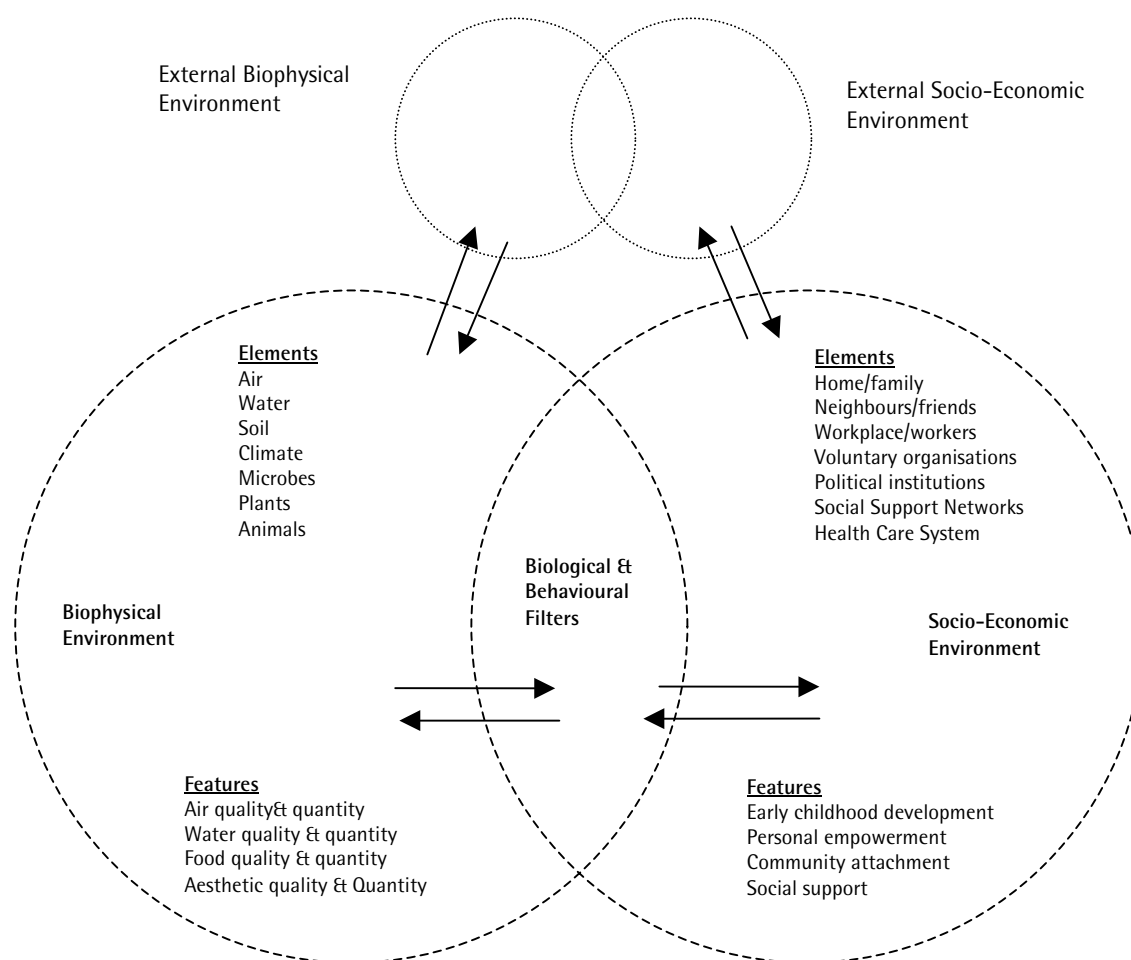 External Biophysical
Environment
External Socio-Economic
Environment
Elements
Air
Water
Soil
Climate
Microbes
Plants
Animals
Elements
Home/family
Neighbours/friends
Workplace/workers
Voluntary organisations
Political institutions
Social Support Networks
Health Care System
Biological &
Behavioural
Filters
Biophysical
Environment
Socio-Economic
Environment
Features
Air quality& quantity
Water quality & quantity
Food quality & quantity
Aesthetic quality & Quantity
Features
Early childhood development
Personal empowerment
Community attachment
Social support